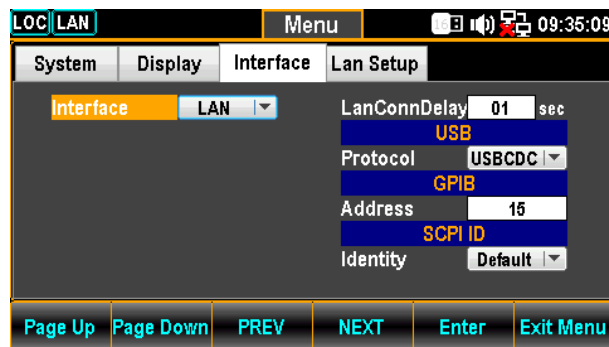 LOC LAN Menu 16 09:35:09
System Display Interface Lan Setup
Interface LAN LanConnDelay 01 sec
USB
Protocol USBCDC
GPIB
Address 15
SCPI ID
Identity Default
Page Up Page Down PREV NEXT Enter Exit Menu